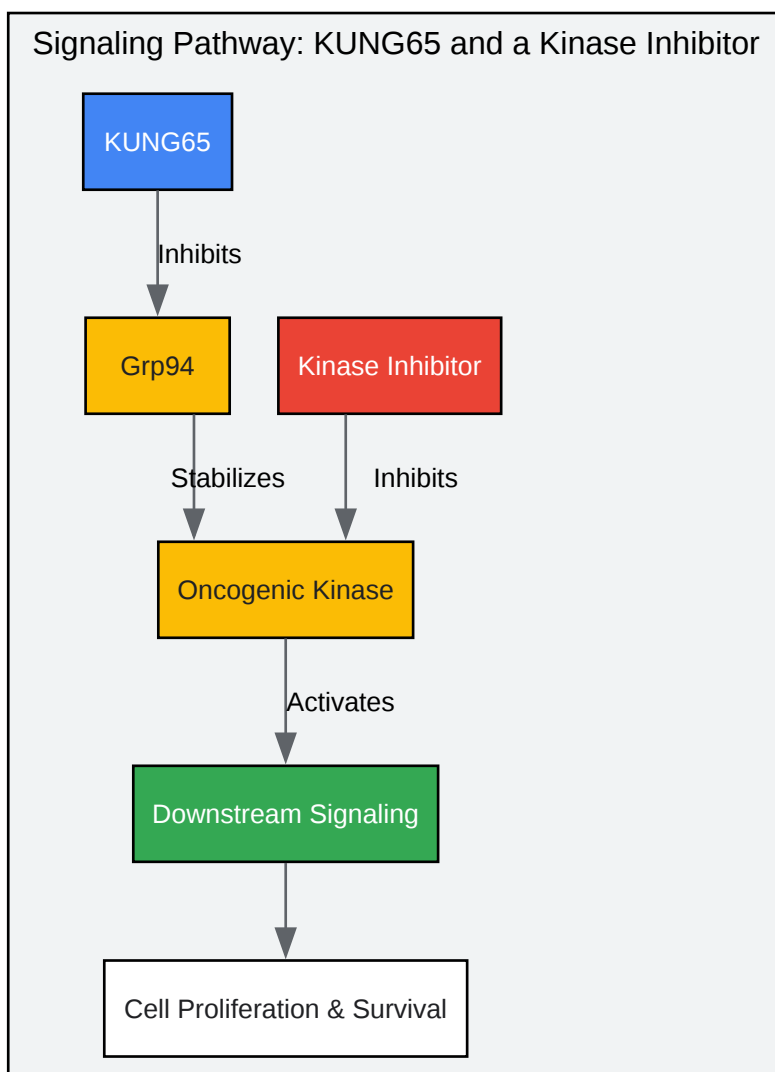 Signaling Pathway: KUNG65 and a Kinase Inhibitor
KUNG65
Inhibits
Grp94
Kinase Inhibitor
Stabilizes
Inhibits
Oncogenic Kinase
Activates
Downstream Signaling
Cell Proliferation & Survival